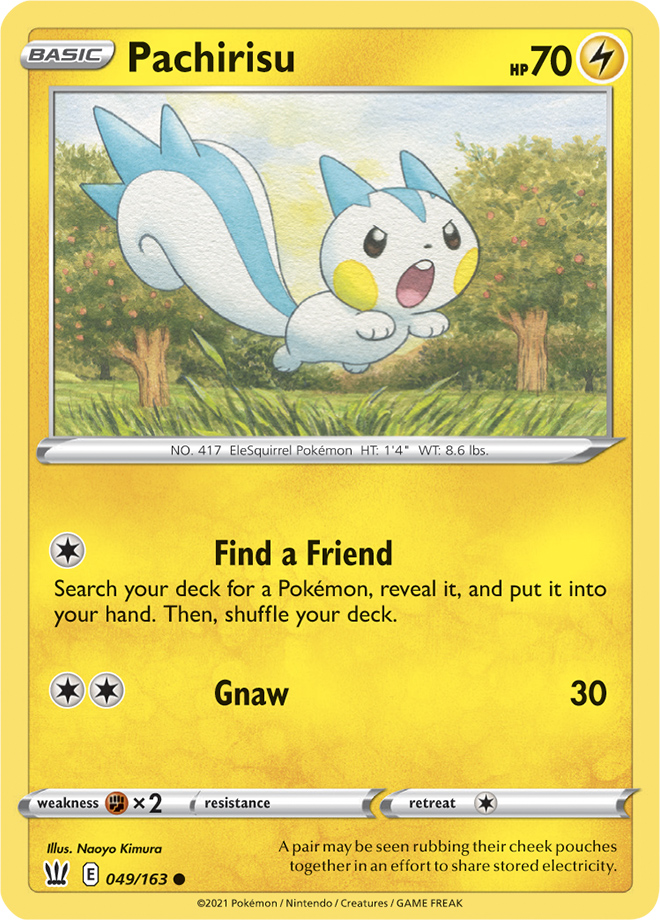 BASIC Pachirisu HP 70
NO. 417 EleSquirrel Pokémon HT: 1'4" WT: 8.6 lbs.
Find a Friend
Search your deck for a Pokémon, reveal it, and put it into
your hand. Then, shuffle your deck.
Gnaw 30
weakness ×2 resistance retreat
Illus. Naoyo Kimura
A pair may be seen rubbing their cheek pouches
together in an effort to share stored electricity.
E 049/163
©2021 Pokémon / Nintendo / Creatures / GAME FREAK